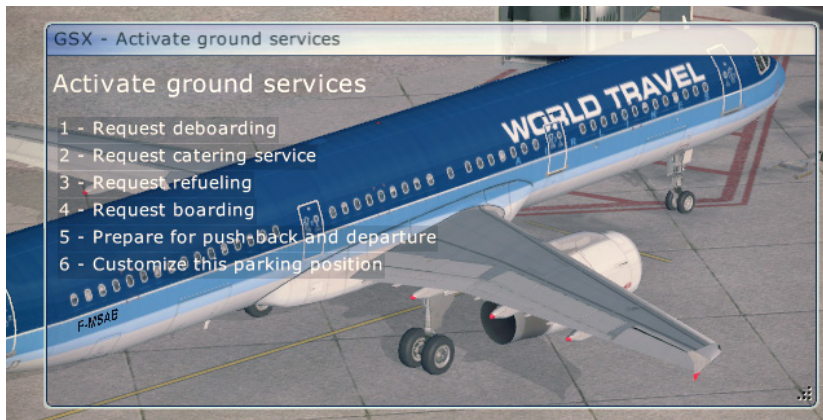 GSX - Activate ground services
Activate ground services
1 - Request deboarding
2 - Request catering service
3 - Request refueling
4 - Request boarding
5 - Prepare for push-back and departure
6 - Customize this parking position
WORLD TRAVEL
F-MSAB